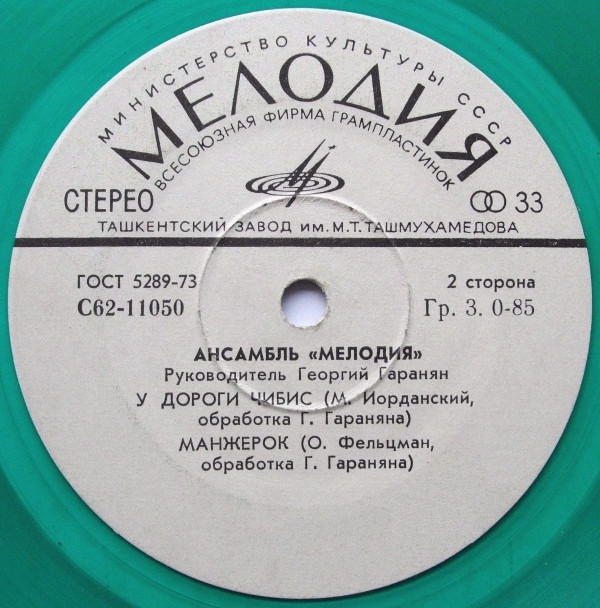 МИНИСТЕРСТВО КУЛЬТУРЫ СССР
МЕЛОДИЯ
ВСЕСОЮЗНАЯ ФИРМА ГРАМПЛАСТИНОК
СТЕРЕО
33
ТАШКЕНТСКИЙ ЗАВОД ИМ. М.Т. ТАШМУХАМЕДОВА
ГОСТ 5289-73
2 сторона
С62-11050
Гр. 3. 0-85
АНСАМБЛЬ «МЕЛОДИЯ»
Руководитель Георгий Гаранян
У ДОРОГИ ЧИБИС (М. Иорданский,
обработка Г. Гараняна)
МАНЖЕРОК (О. Фельцман,
обработка Г. Гараняна)